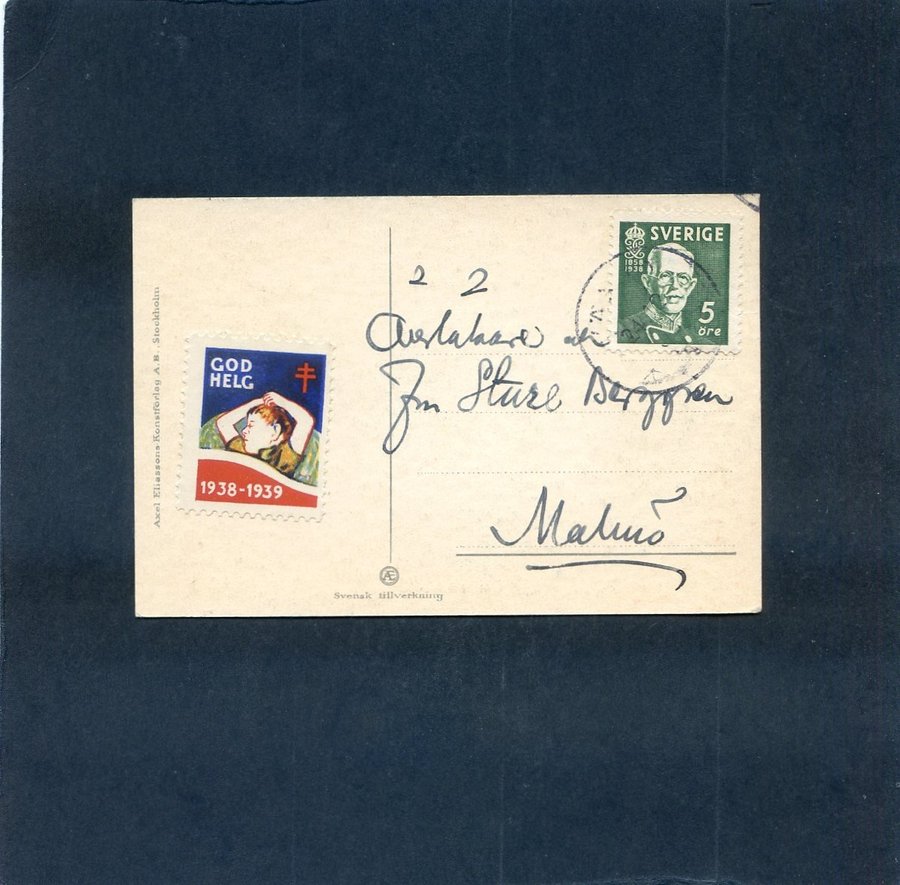 Axel Eliassons Konstförlag A.B. Stockholm
GOD
HELG
1938-1939
SVERIGE
1858
1938
5
öre
2 2
Sture Berggren
Malmö
Æ
Svensk tillverkning